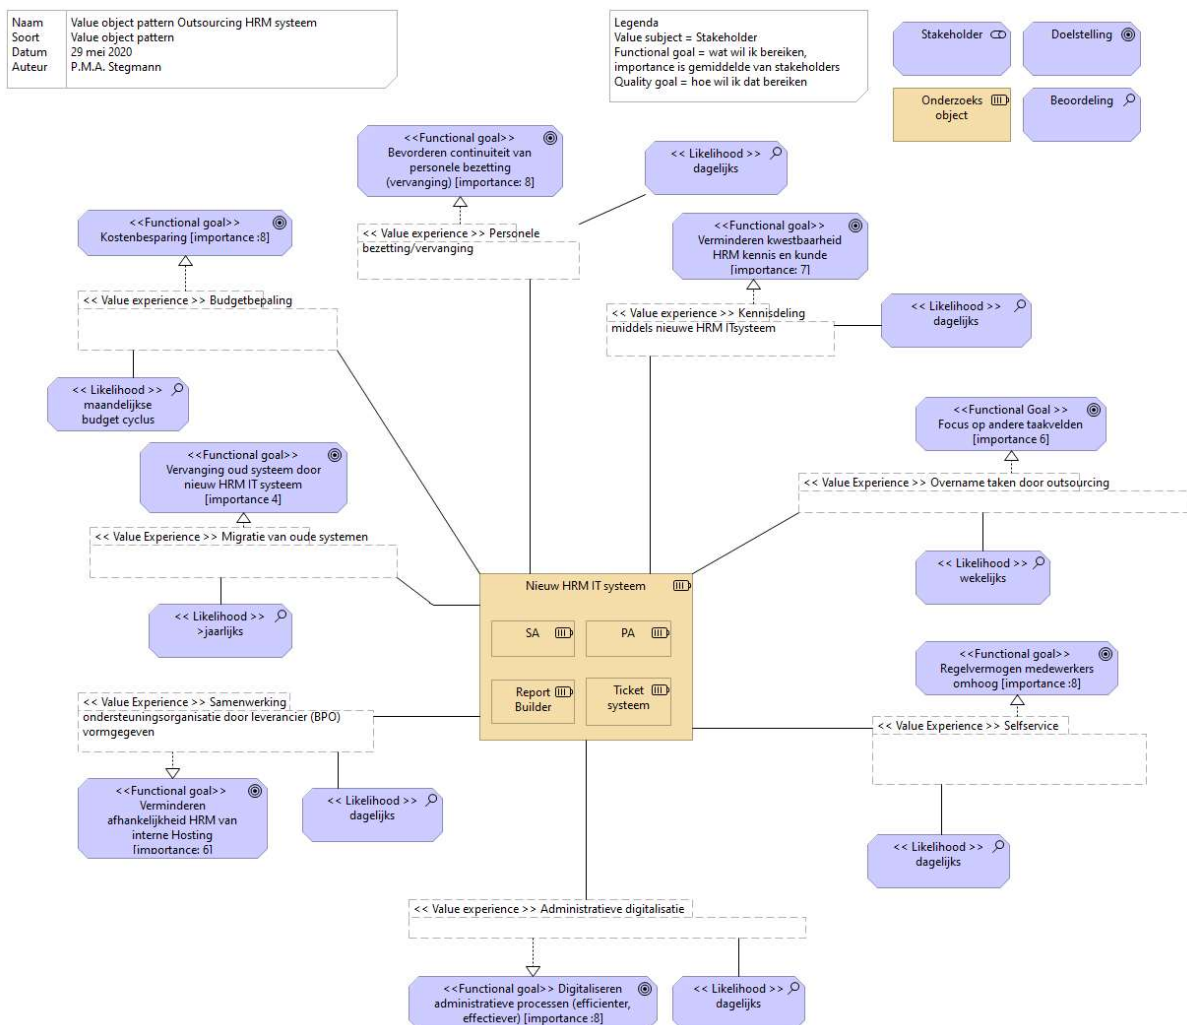 Naam Value object pattern Outsourcing HRM systeem
Soort Value object pattern
Datum 29 mei 2020
Auteur P.M.A. Stegmann
Legenda
Value subject = Stakeholder
Functional goal = wat wil ik bereiken,
importance is gemiddelde van stakeholders
Quality goal = hoe wil ik dat bereiken
Stakeholder
Doelstelling
Onderzoeks
object
Beoordeling
<<Functional goal>>
Bevorderen continuiteit van
personele bezetting
(vervanging) [importance: 8]
<< Likelihood >>
dagelijks
<< Value experience >> Personele
bezetting/vervanging
<<Functional goal>>
Kostenbesparing [importance :8]
<< Value experience >> Budgetbepaling
<< Likelihood >>
maandelijkse
budget cyclus
<<Functional goal>>
Verminderen kwestbaarheid
HRM kennis en kunde
[importance: 7]
<< Value experience >> Kennisdeling
middels nieuwe HRM ITsysteem
<< Likelihood >>
dagelijks
<<Functional Goal >>
Focus op andere taakvelden
[importance 6]
<< Value Experience >> Overname taken door outsourcing
<< Likelihood >>
wekelijks
<<Functional goal>>
Vervanging oud systeem door
nieuw HRM IT systeem
[importance 4]
<< Value Experience >> Migratie van oude systemen
<< Likelihood >>
>jaarlijks
Nieuw HRM IT systeem
SA
PA
Report
Builder
Ticket
systeem
<<Functional goal>>
Regelvermogen medewerkers
omhoog [importance :8]
<< Value Experience >> Selfservice
<< Likelihood >>
dagelijks
<< Value Experience >> Samenwerking
ondersteuningsorganisatie door leverancier (BPO)
vormgegeven
<<Functional goal>>
Verminderen
afhankelijkheid HRM van
interne Hosting
[importance: 6]
<< Likelihood >>
dagelijks
<< Value experience >> Administratieve digitalisatie
<<Functional goal>> Digitaliseren
administratieve processen (efficienter,
effectiever) [importance :8]
<< Likelihood >>
dagelijks